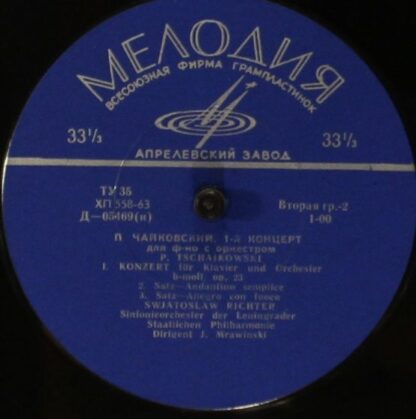 МЕЛОДИЯ
ВСЕСОЮЗНАЯ ФИРМА ГРАМПЛАСТИНОК
33⅓
33⅓
АПРЕЛЕВСКИЙ ЗАВОД
ТУ 35
ХП 558-63
Д—05469(п)
Вторая гр.-2
1-00
П. ЧАЙКОВСКИЙ. 1-й КОНЦЕРТ
для ф-но с оркестром
P. TSCHAIKOWSKI
1. KONZERT für Klavier und Orchester
b-moll, op. 23
2. Satz—Andantino semplice
3. Satz—Allegro con fuoco
SWJATOSLAW RICHTER
Sinfonieorchester der Leningrader
Staatlichen Philharmonie
Dirigent J. Mrawinski